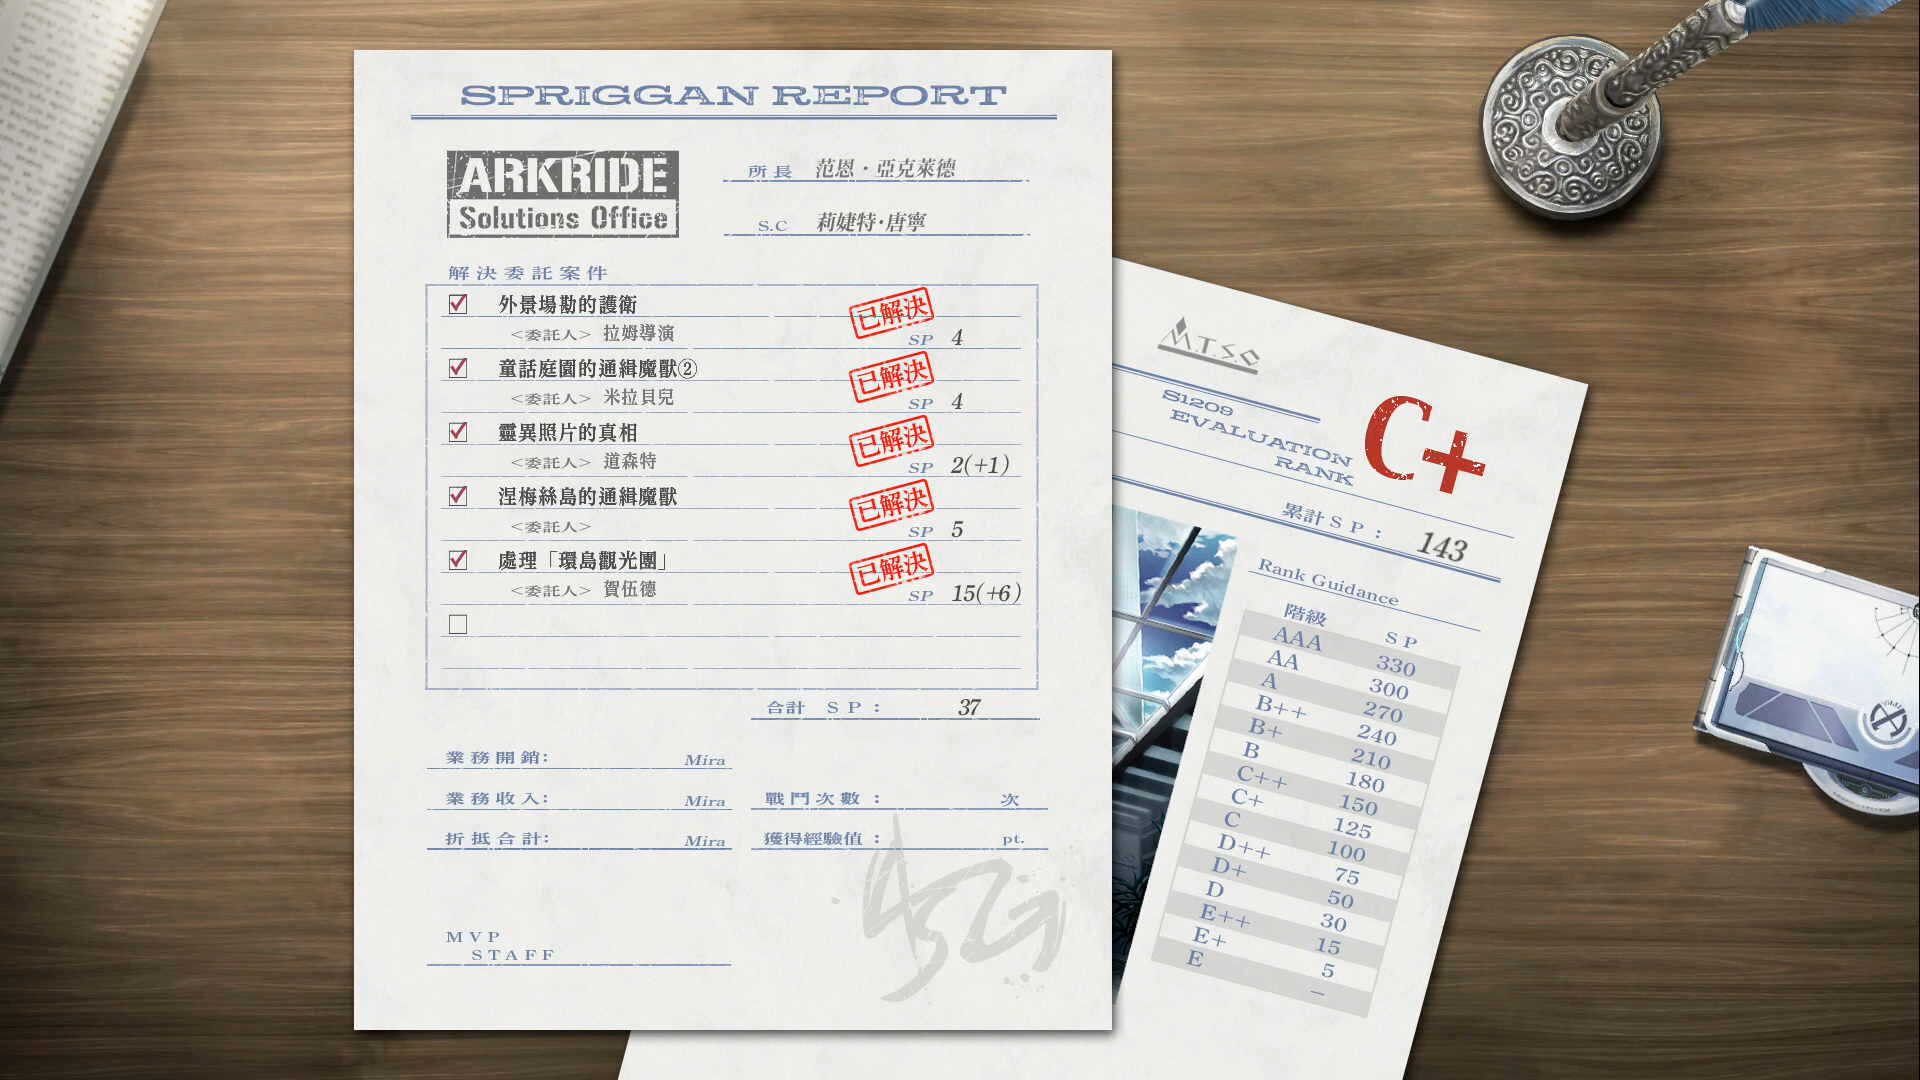 SPRIGGAN REPORT
ARKRIDE
Solutions Office
所長 范恩·亞克萊德
S.C 莉婕特·唐寧
解決委託案件
外景場勘的護衛
已解決
<委託人> 拉姆導演
SP 4
童話庭園的通緝魔獸②
已解決
<委託人> 米拉貝兒
SP 4
靈異照片的真相
已解決
<委託人> 道森特
SP 2(+1)
涅梅絲島的通緝魔獸
已解決
<委託人>
SP 5
處理「環島觀光團」
已解決
<委託人> 賀伍德
SP 15(+6)
合計 SP: 37
業務開銷: Mira
業務收入: Mira
戰鬥次數: 次
折抵合計: Mira
獲得經驗值: pt.
MVP
STAFF
M.T.S.C
S1209
EVALUATION
RANK
C+
累計SP: 143
Rank Guidance
階級 SP
AAA 330
AA 300
A 270
B++ 240
B+ 210
B 180
C++ 150
C+ 125
C 100
D++ 75
D+ 50
D 30
E++ 15
E+ 5
E –